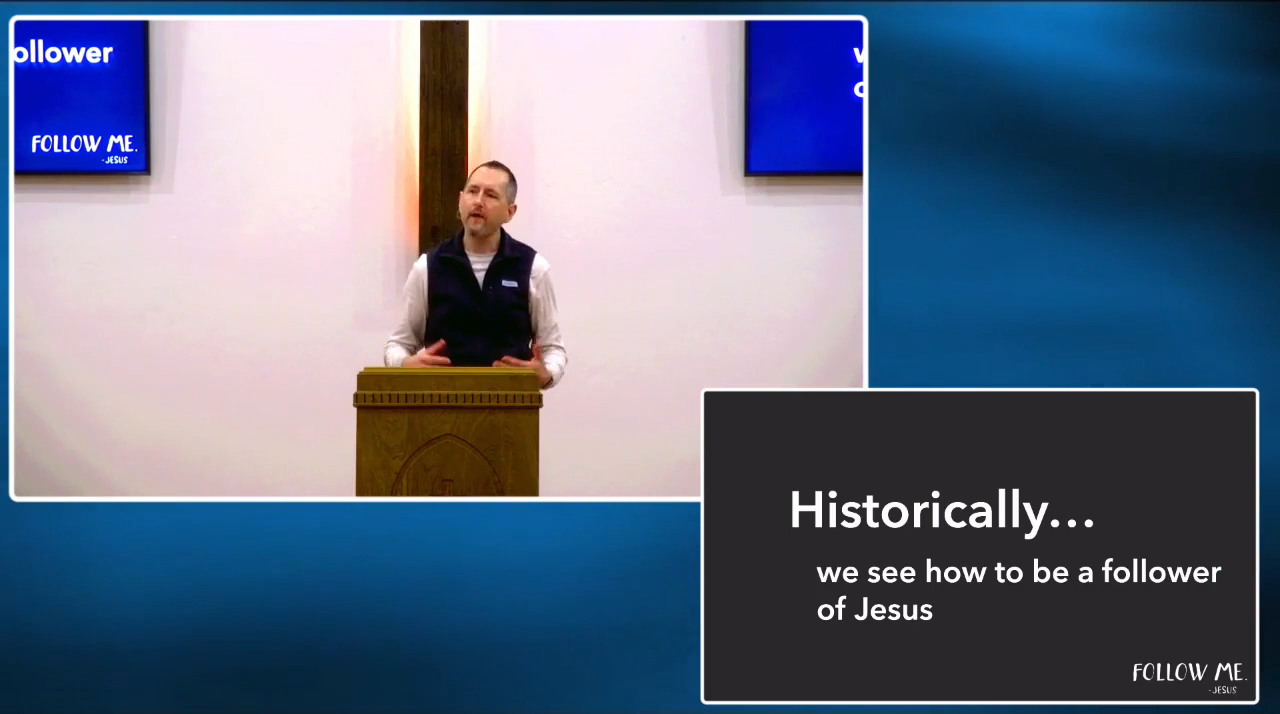 ollower
FOLLOW ME.
-JESUS
Historically...
we see how to be a follower
of Jesus
FOLLOW ME.
-JESUS